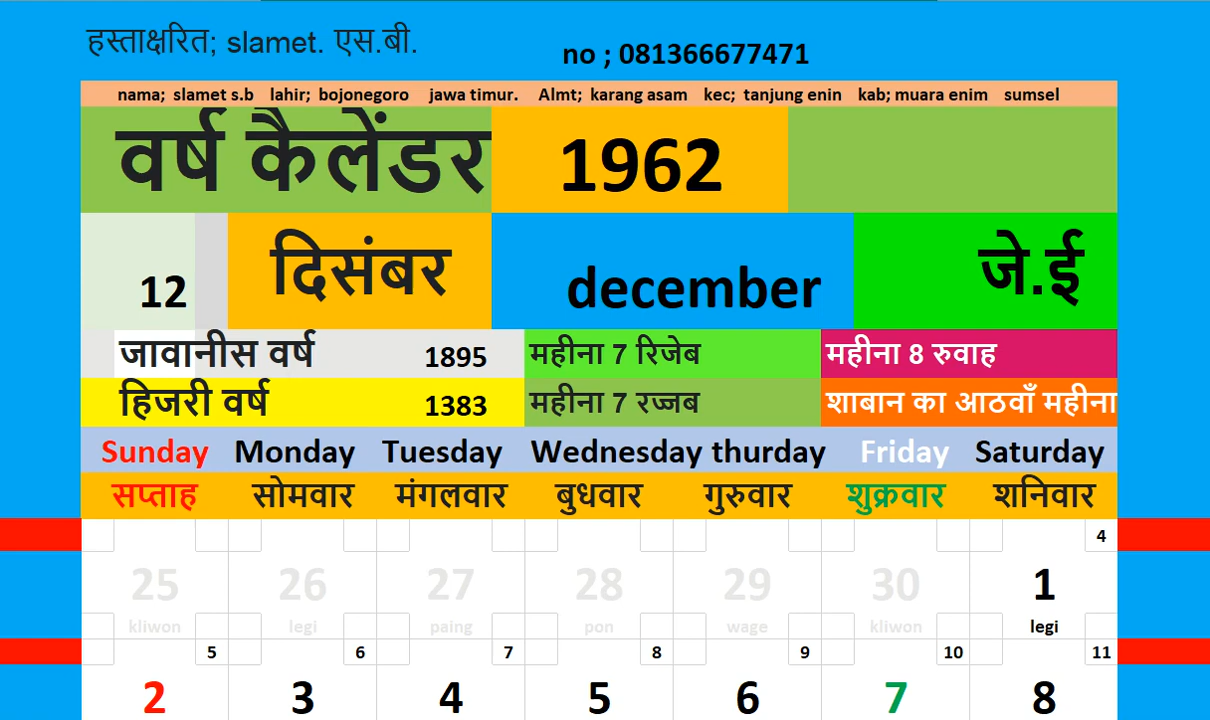 हस्ताक्षरित; slamet. एस.बी.
no ; 081366677471
nama; slamet s.b lahir; bojonegoro jawa timur. Almt; karang asam kec; tanjung enin kab; muara enim sumsel
वर्ष कैलेंडर 1962
12 दिसंबर december जे.ई
जावानीस वर्ष 1895 महीना 7 रिजेब महीना 8 रुवाह
हिजरी वर्ष 1383 महीना 7 रज्जब शाबान का आठवाँ महीना
Sunday Monday Tuesday Wednesday thurday Friday Saturday
सप्ताह सोमवार मंगलवार बुधवार गुरुवार शुक्रवार शनिवार
4
25 26 27 28 29 30 1
kliwon legi paing pon wage kliwon legi
5 6 7 8 9 10 11
2 3 4 5 6 7 8